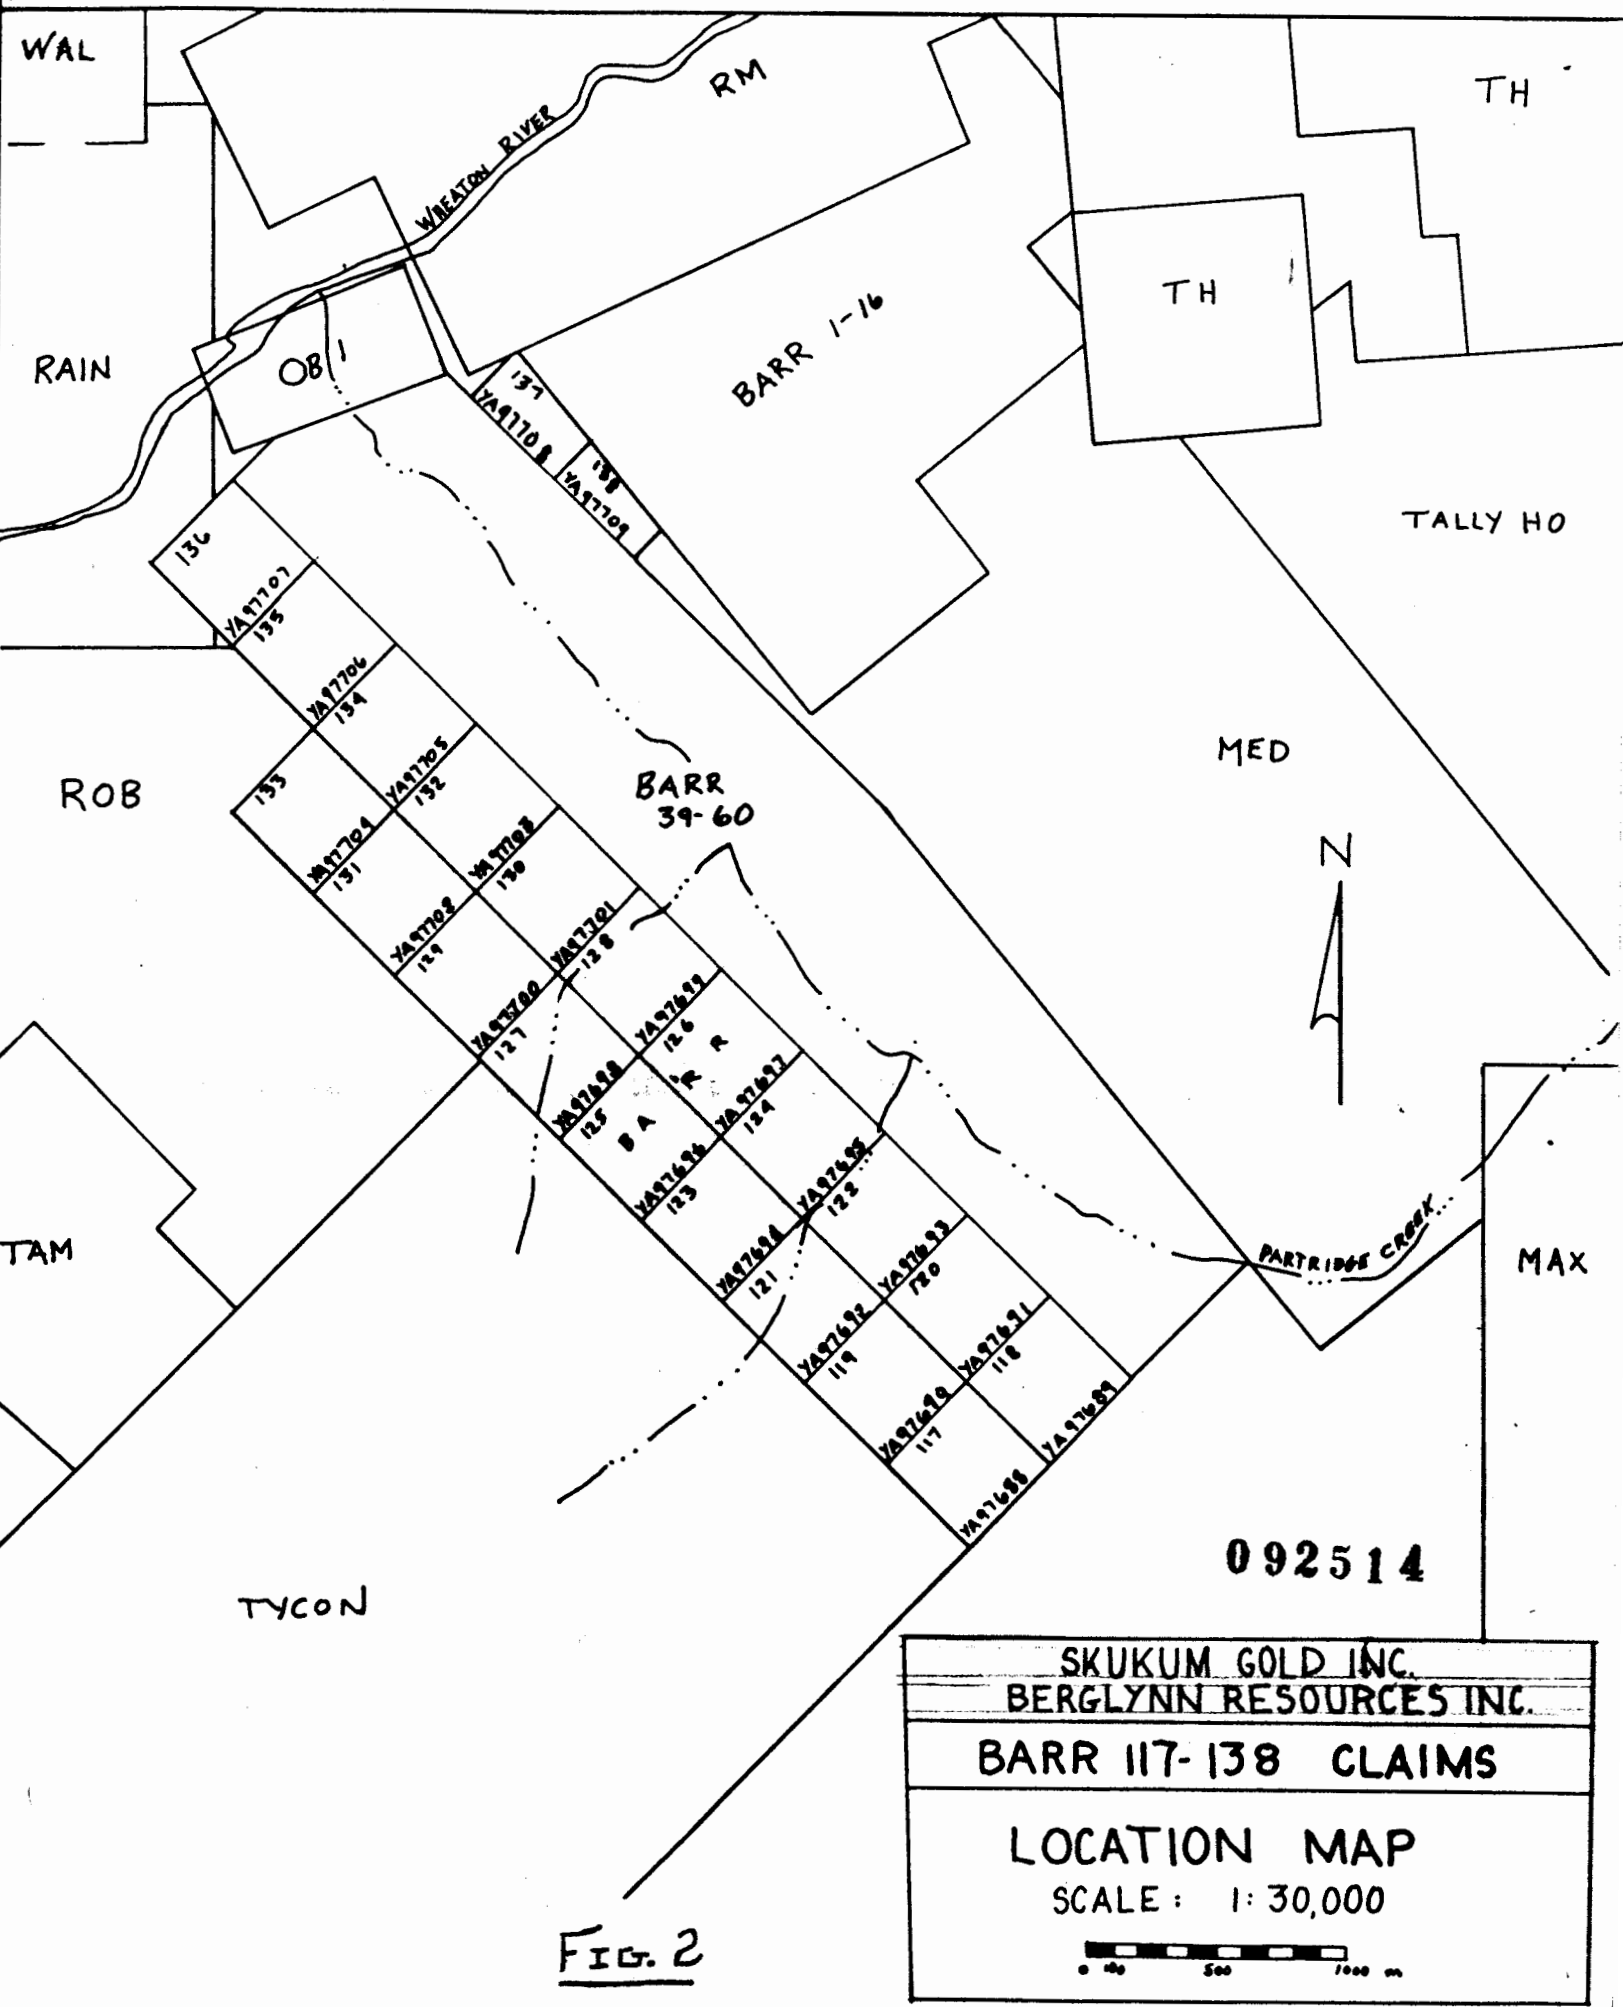 WAL
RM
TH
WHEATON RIVER
TH
RAIN
OB 1
BARR 1-16
137
YA97708
138
YA97709
TALLY HO
136
YA97707
135
YA97706
134
YA97705
133
132
YA97704
YA97703
131
130
YA97702
YA97701
129
128
YA97700
YA97699
127
126
YA97698
YA97697
125
124
YA97696
YA97695
123
122
YA97694
YA97693
121
120
YA97692
YA97691
119
118
YA97690
YA97689
117
YA97688
BARR
ROB
BARR
39-60
MED
N
TAM
PARTRIDGE CREEK
MAX
TYCON
092514
SKUKUM GOLD INC.
BERGLYNN RESOURCES INC.
BARR 117-138 CLAIMS
LOCATION MAP
SCALE: 1:30,000
0 100 500 1000 m
FIG. 2